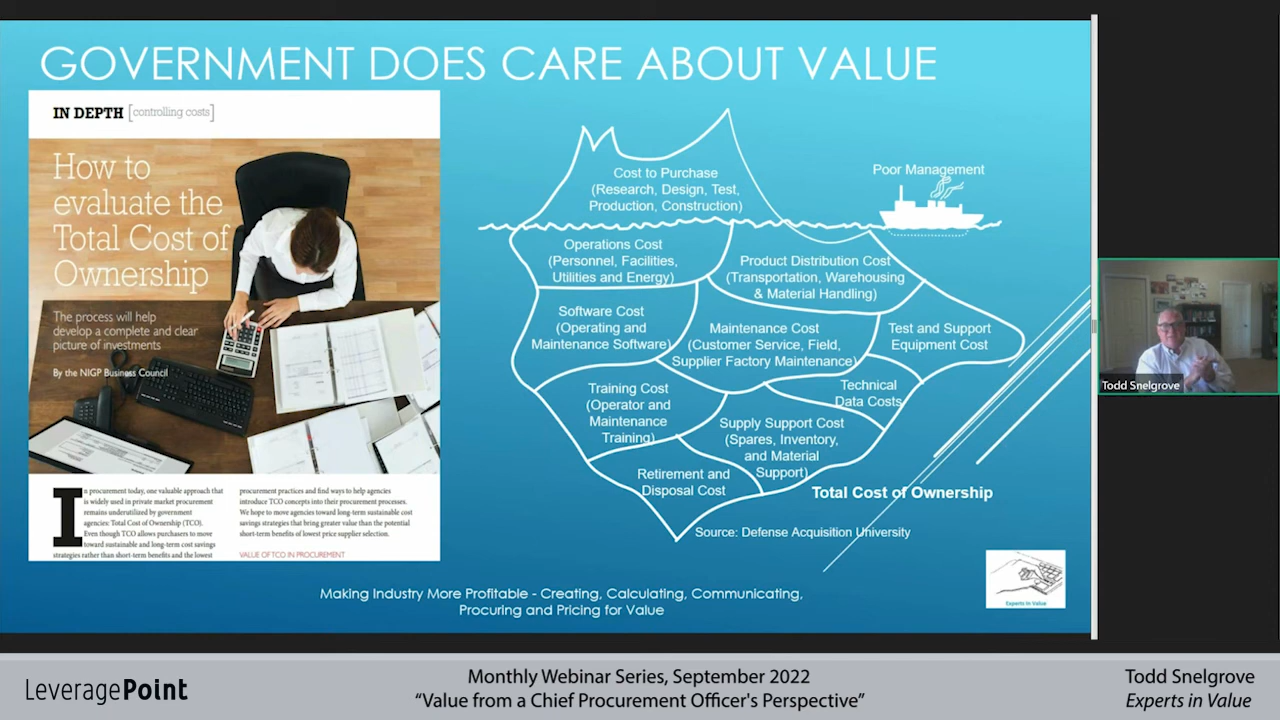 GOVERNMENT DOES CARE ABOUT VALUE
IN DEPTH [controlling costs]
How to
evaluate the
Total Cost of
Ownership
The process will help
develop a complete and clear
picture of investments
By the NIGP Business Council
In procurement today, one valuable approach that
is widely used in private market procurement
remains underutilized by government
agencies: Total Cost of Ownership (TCO).
Even though TCO allows purchasers to move
toward sustainable and long-term cost savings
strategies rather than short-term benefits and the lowest
procurement practices and find ways to help agencies
introduce TCO concepts into their procurement processes.
We hope to move agencies toward long-term sustainable cost
savings strategies that bring greater value than the potential
short-term benefits of lowest price supplier selection.
VALUE OF TCO IN PROCUREMENT
Cost to Purchase
(Research, Design, Test,
Production, Construction)
Poor Management
Operations Cost
(Personnel, Facilities,
Utilities and Energy)
Product Distribution Cost
(Transportation, Warehousing
& Material Handling)
Software Cost
(Operating and
Maintenance Software)
Maintenance Cost
(Customer Service, Field,
Supplier Factory Maintenance)
Test and Support
Equipment Cost
Training Cost
(Operator and
Maintenance
Training)
Technical
Data Costs
Supply Support Cost
(Spares, Inventory,
and Material
Support)
Retirement and
Disposal Cost
Total Cost of Ownership
Source: Defense Acquisition University
Experts in Value
Making Industry More Profitable - Creating, Calculating, Communicating,
Procuring and Pricing for Value
Todd Snelgrove
LeveragePoint
Monthly Webinar Series, September 2022
“Value from a Chief Procurement Officer's Perspective”
Todd Snelgrove
Experts in Value